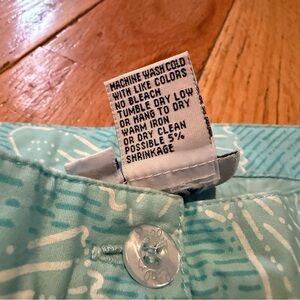 MACHINE WASH COLD
WITH LIKE COLORS
NO BLEACH
TUMBLE DRY LOW
OR HANG TO DRY
WARM IRON
OR DRY CLEAN
POSSIBLE 5%
SHRINKAGE